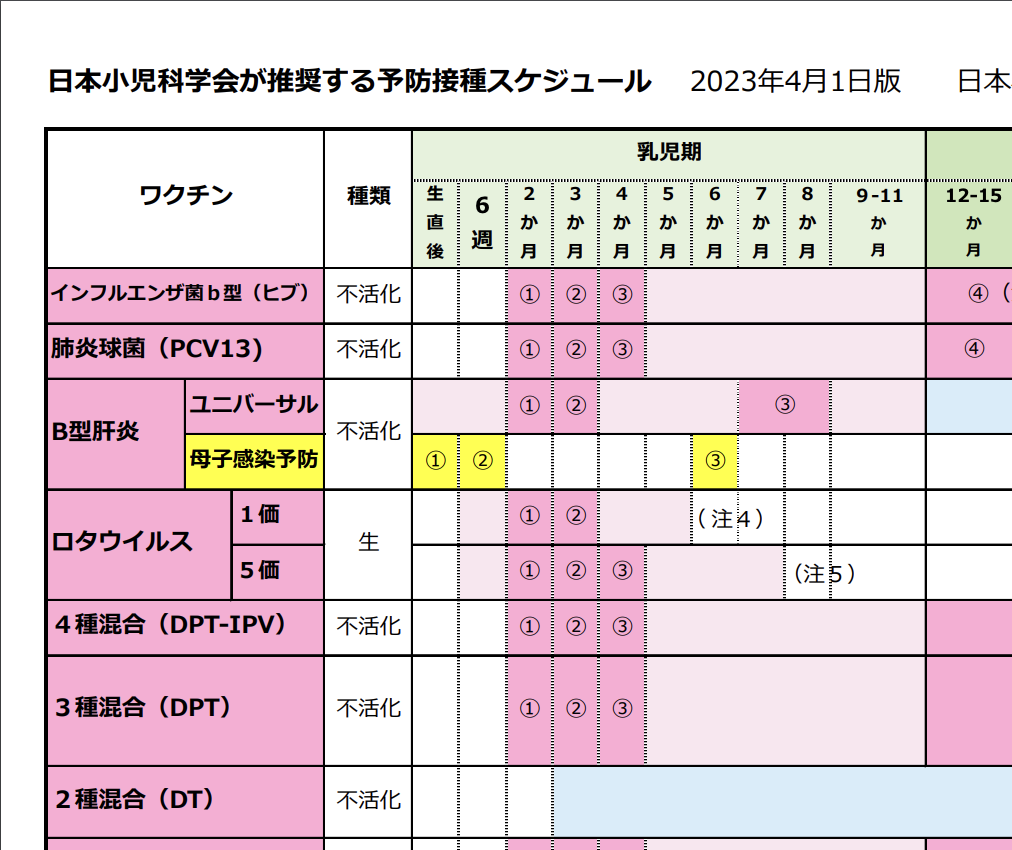 日本小児科学会が推奨する予防接種スケジュール 2023年4月1日版 日本
ワクチン 種類 乳児期
生直後 6週 2か月 3か月 4か月 5か月 6か月 7か月 8か月 9-11か月 12-15か月
インフルエンザ菌ｂ型（ヒブ） 不活化 ① ② ③ ④（
肺炎球菌（PCV13) 不活化 ① ② ③ ④
B型肝炎 ユニバーサル 不活化 ① ② ③
母子感染予防 ① ② ③
ロタウイルス １価 生 ① ② （注４）
５価 ① ② ③ （注５）
４種混合（DPT-IPV） 不活化 ① ② ③
３種混合（DPT） 不活化 ① ② ③
２種混合（DT） 不活化